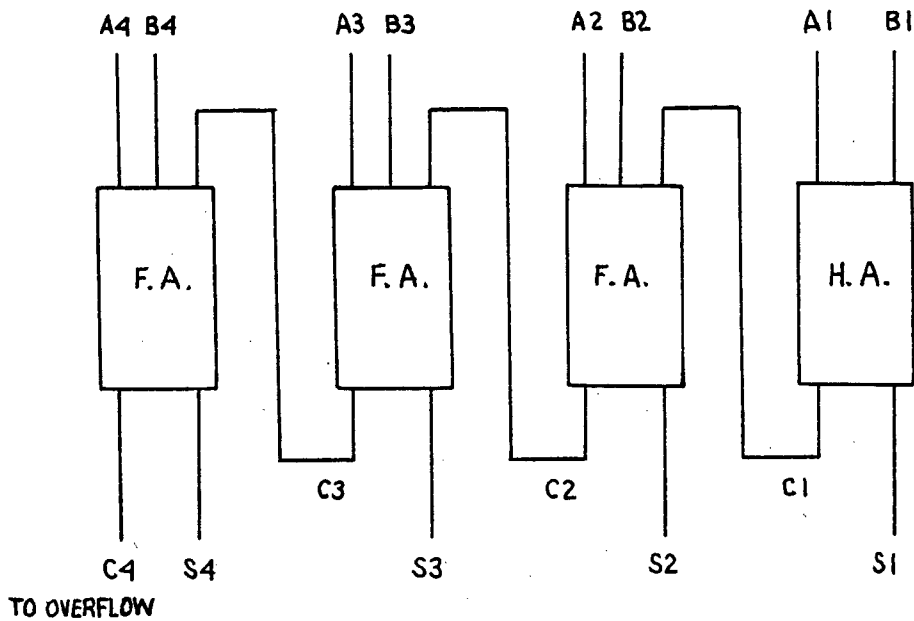 A4 B4 A3 B3 A2 B2 A1 B1
F.A. F.A. F.A. H.A.
C3 C2 C1
C4 S4 S3 S2 S1
TO OVERFLOW